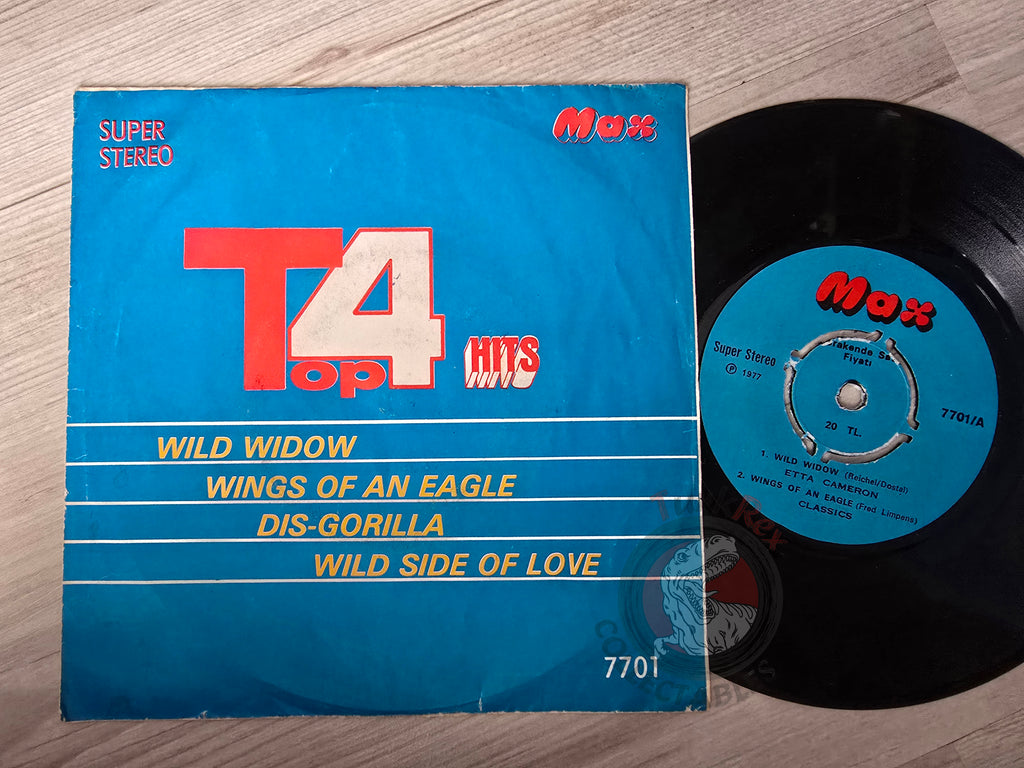 SUPER
STEREO
Max
Top 4
HITS
WILD WIDOW
WINGS OF AN EAGLE
DIS-GORILLA
WILD SIDE OF LOVE
7701
Max
Super Stereo
Ⓟ 1977
Fiyatı
20 TL.
7701/A
1. WILD WIDOW (Reichel/Dostal)
ETTA CAMERON
2. WINGS OF AN EAGLE (Fred Limpens)
CLASSICS
TurkRex